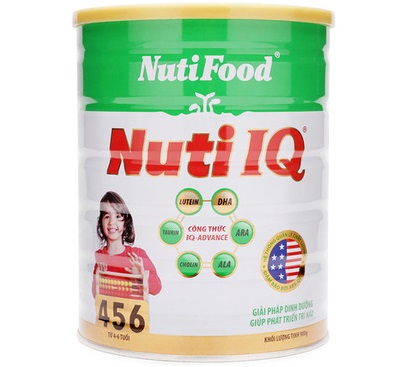 NutiFood®
Nuti IQ®
LUTEIN
DHA
TAURIN
CÔNG THỨC
IQ-ADVANCE
ARA
CHOLIN
ALA
456
TỪ 4-6 TUỔI
GIẢI PHÁP DINH DƯỠNG
GIÚP PHÁT TRIỂN TRÍ NÃO
KHỐI LƯỢNG TỊNH 900g